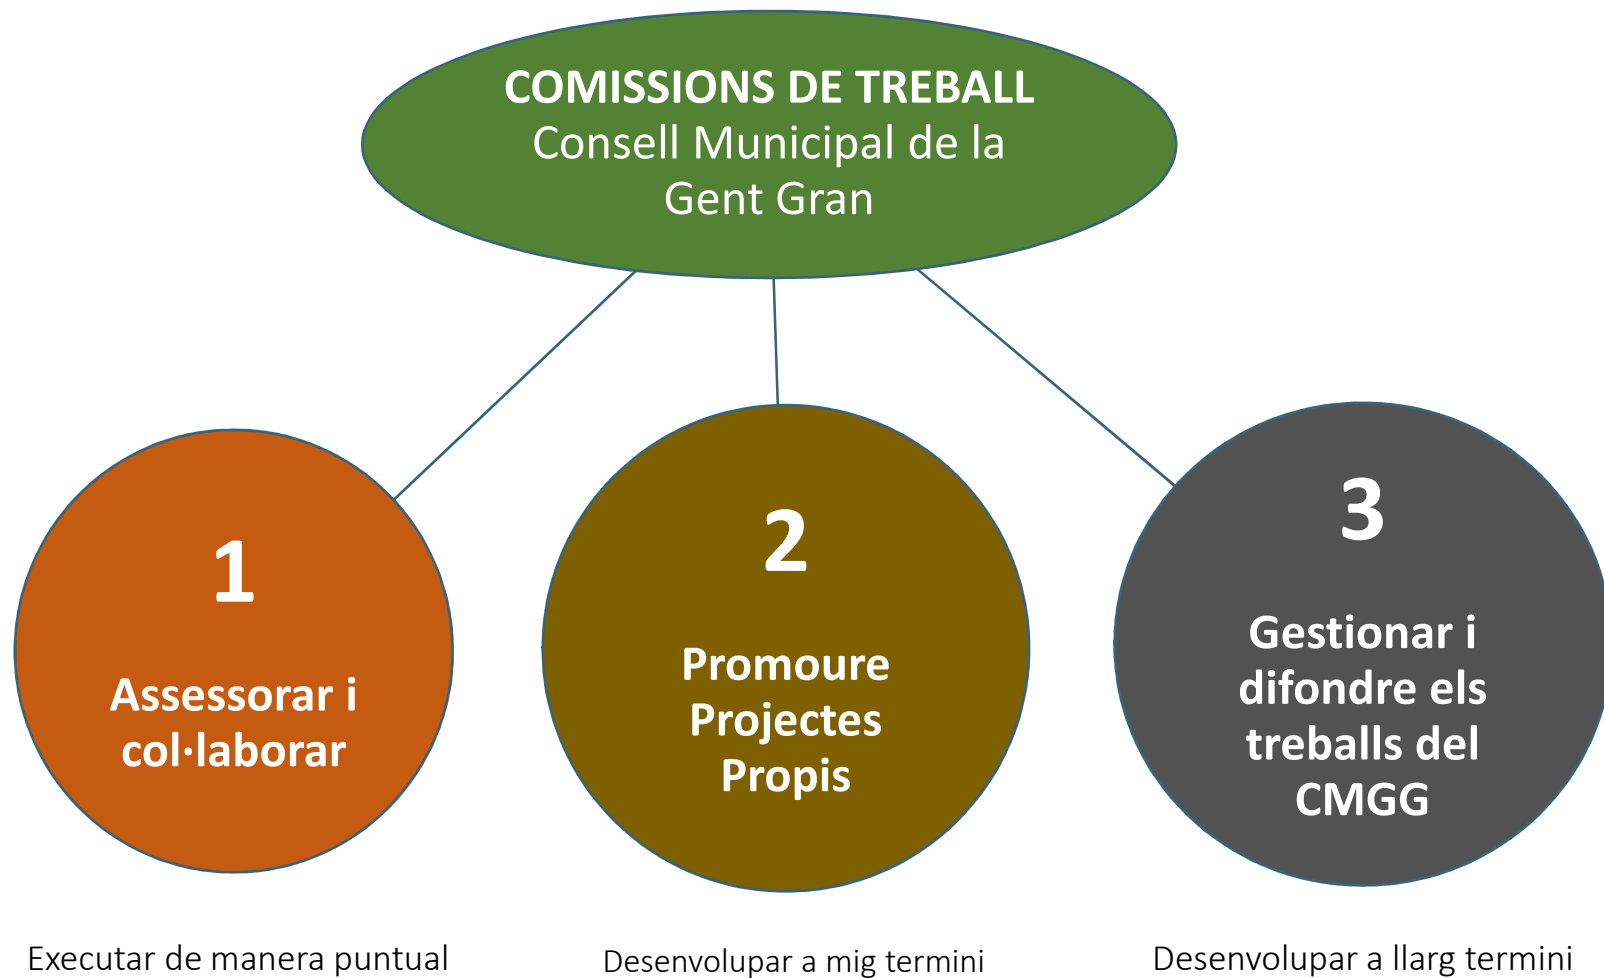 COMISSIONS DE TREBALL
Consell Municipal de la
Gent Gran
1
Assessorar i
col·laborar
2
Promoure
Projectes
Propis
3
Gestionar i
difondre els
treballs del
CMGG
Executar de manera puntual
Desenvolupar a mig termini
Desenvolupar a llarg termini